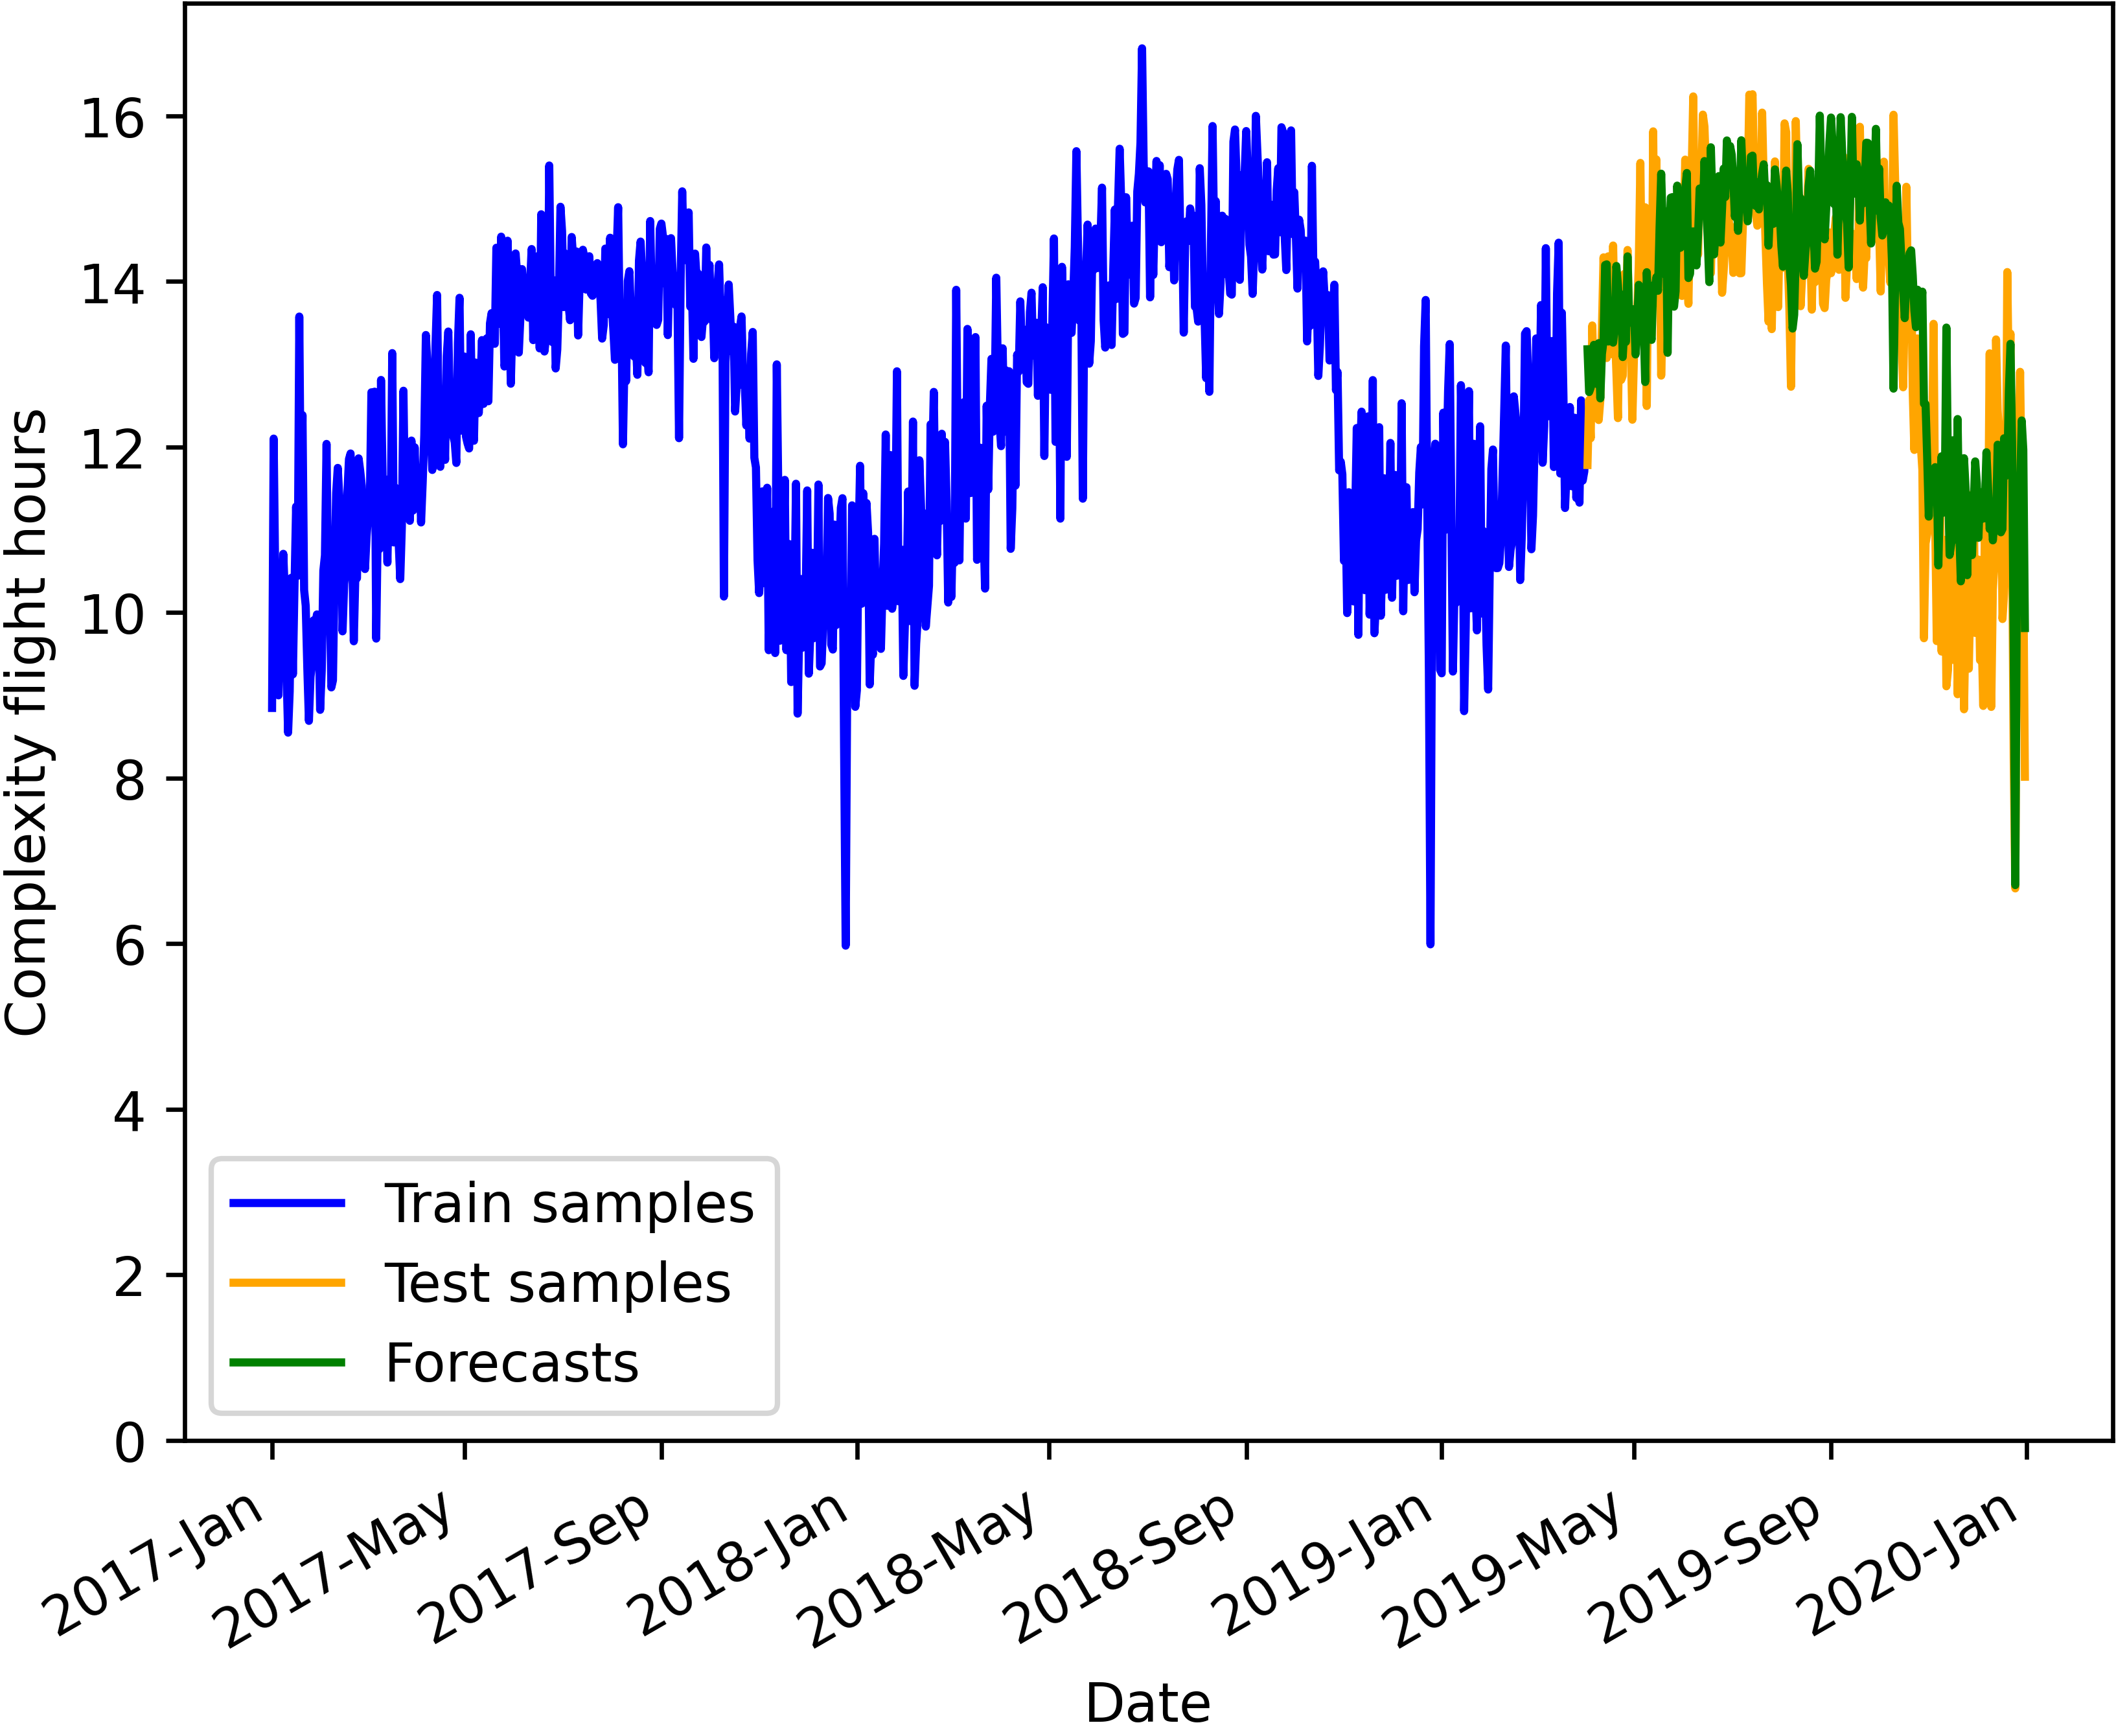 Complexity flight hours
16
14
12
10
8
6
4
2
0
Train samples
Test samples
Forecasts
2017-Jan
2017-May
2017-Sep
2018-Jan
2018-May
2018-Sep
2019-Jan
2019-May
2019-Sep
2020-Jan
Date